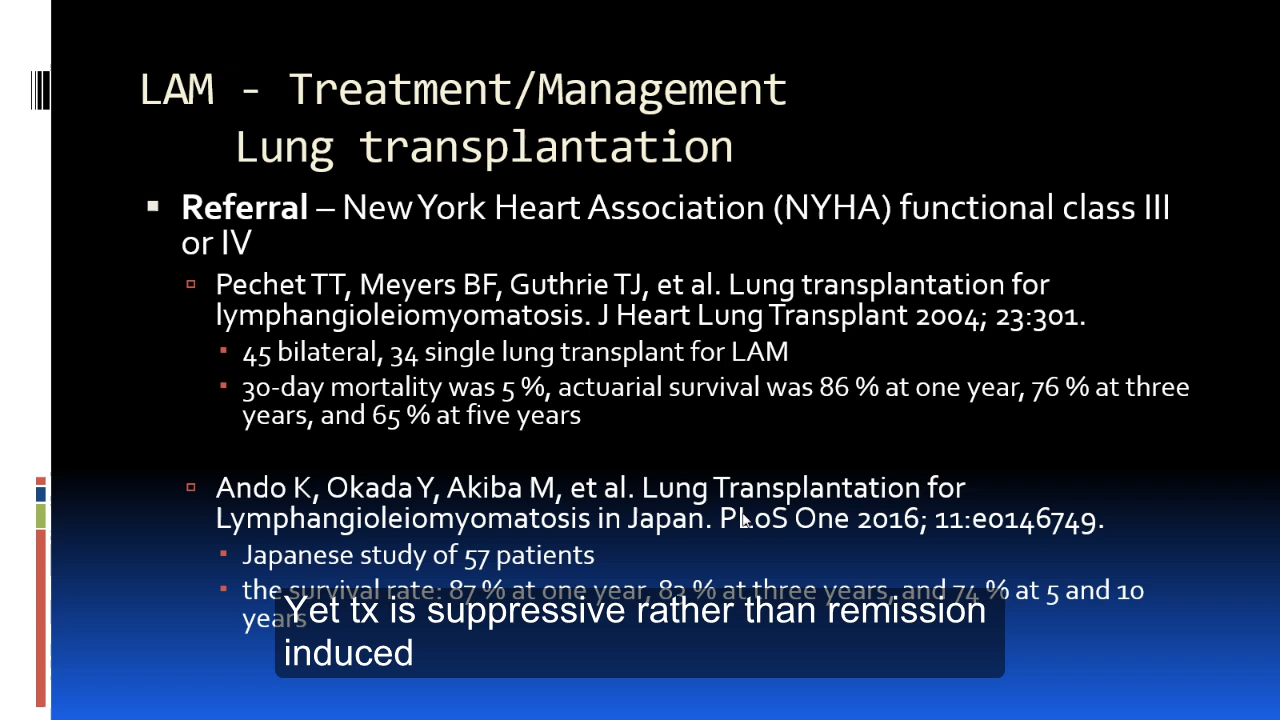 LAM - Treatment/Management
Lung transplantation
▪ Referral – New York Heart Association (NYHA) functional class III
or IV
▫ Pechet TT, Meyers BF, Guthrie TJ, et al. Lung transplantation for
lymphangioleiomyomatosis. J Heart Lung Transplant 2004; 23:301.
▪ 45 bilateral, 34 single lung transplant for LAM
▪ 30-day mortality was 5 %, actuarial survival was 86 % at one year, 76 % at three
years, and 65 % at five years
▫ Ando K, Okada Y, Akiba M, et al. Lung Transplantation for
Lymphangioleiomyomatosis in Japan. PLoS One 2016; 11:e0146749.
▪ Japanese study of 57 patients
▪ the survival rate: 87 % at one year, 83 % at three years, and 74 % at 5 and 10
years
Yet tx is suppressive rather than remission
induced